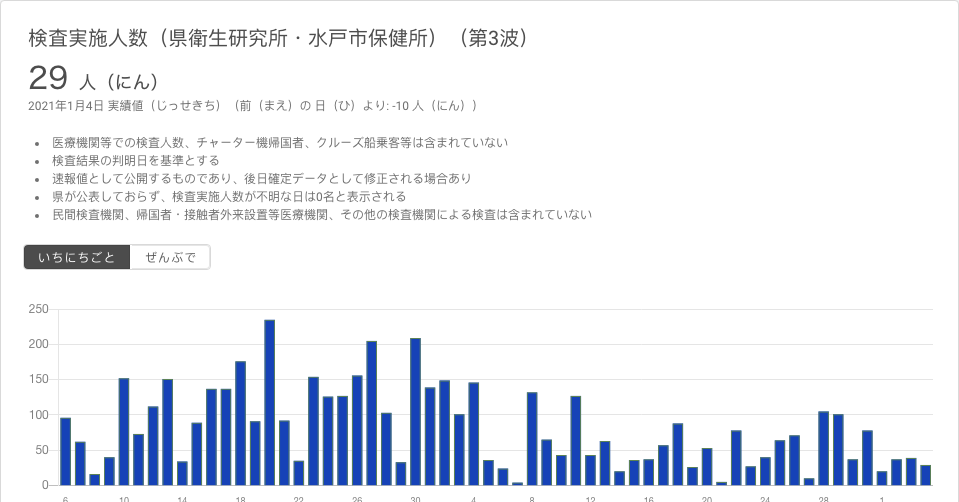 検査実施人数（県衛生研究所・水戸市保健所）（第3波）
29 人（にん）
2021年1月4日 実績値（じっせきち）（前（まえ）の 日（ひ）より: -10 人（にん））
医療機関等での検査人数、チャーター機帰国者、クルーズ船乗客等は含まれていない
検査結果の判明日を基準とする
速報値として公開するものであり、後日確定データとして修正される場合あり
県が公表しておらず、検査実施人数が不明な日は0名と表示される
民間検査機関、帰国者・接触者外来設置等医療機関、その他の検査機関による検査は含まれていない
いちにちごと ぜんぶで
250
200
150
100
50
0
6 10 14 18 22 26 30 4 8 12 16 20 24 28 1